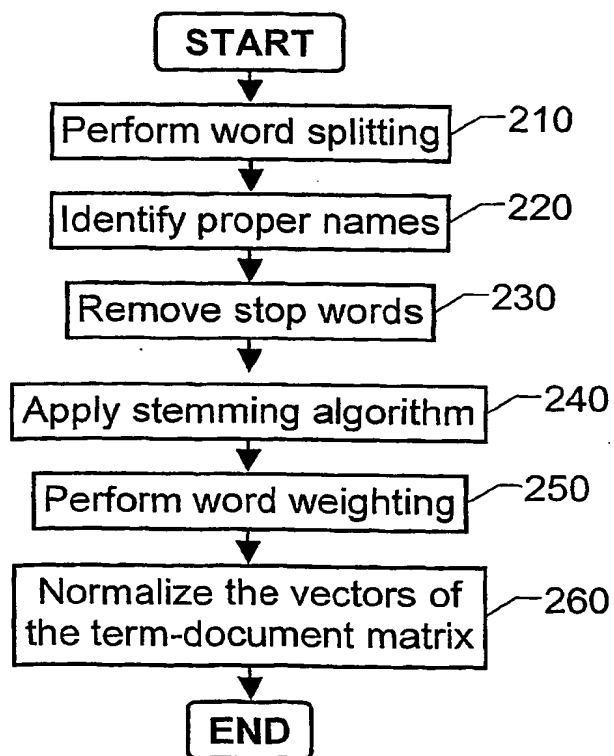 START
Perform word splitting 210
Identify proper names 220
Remove stop words 230
Apply stemming algorithm 240
Perform word weighting 250
Normalize the vectors of
the term-document matrix 260
END